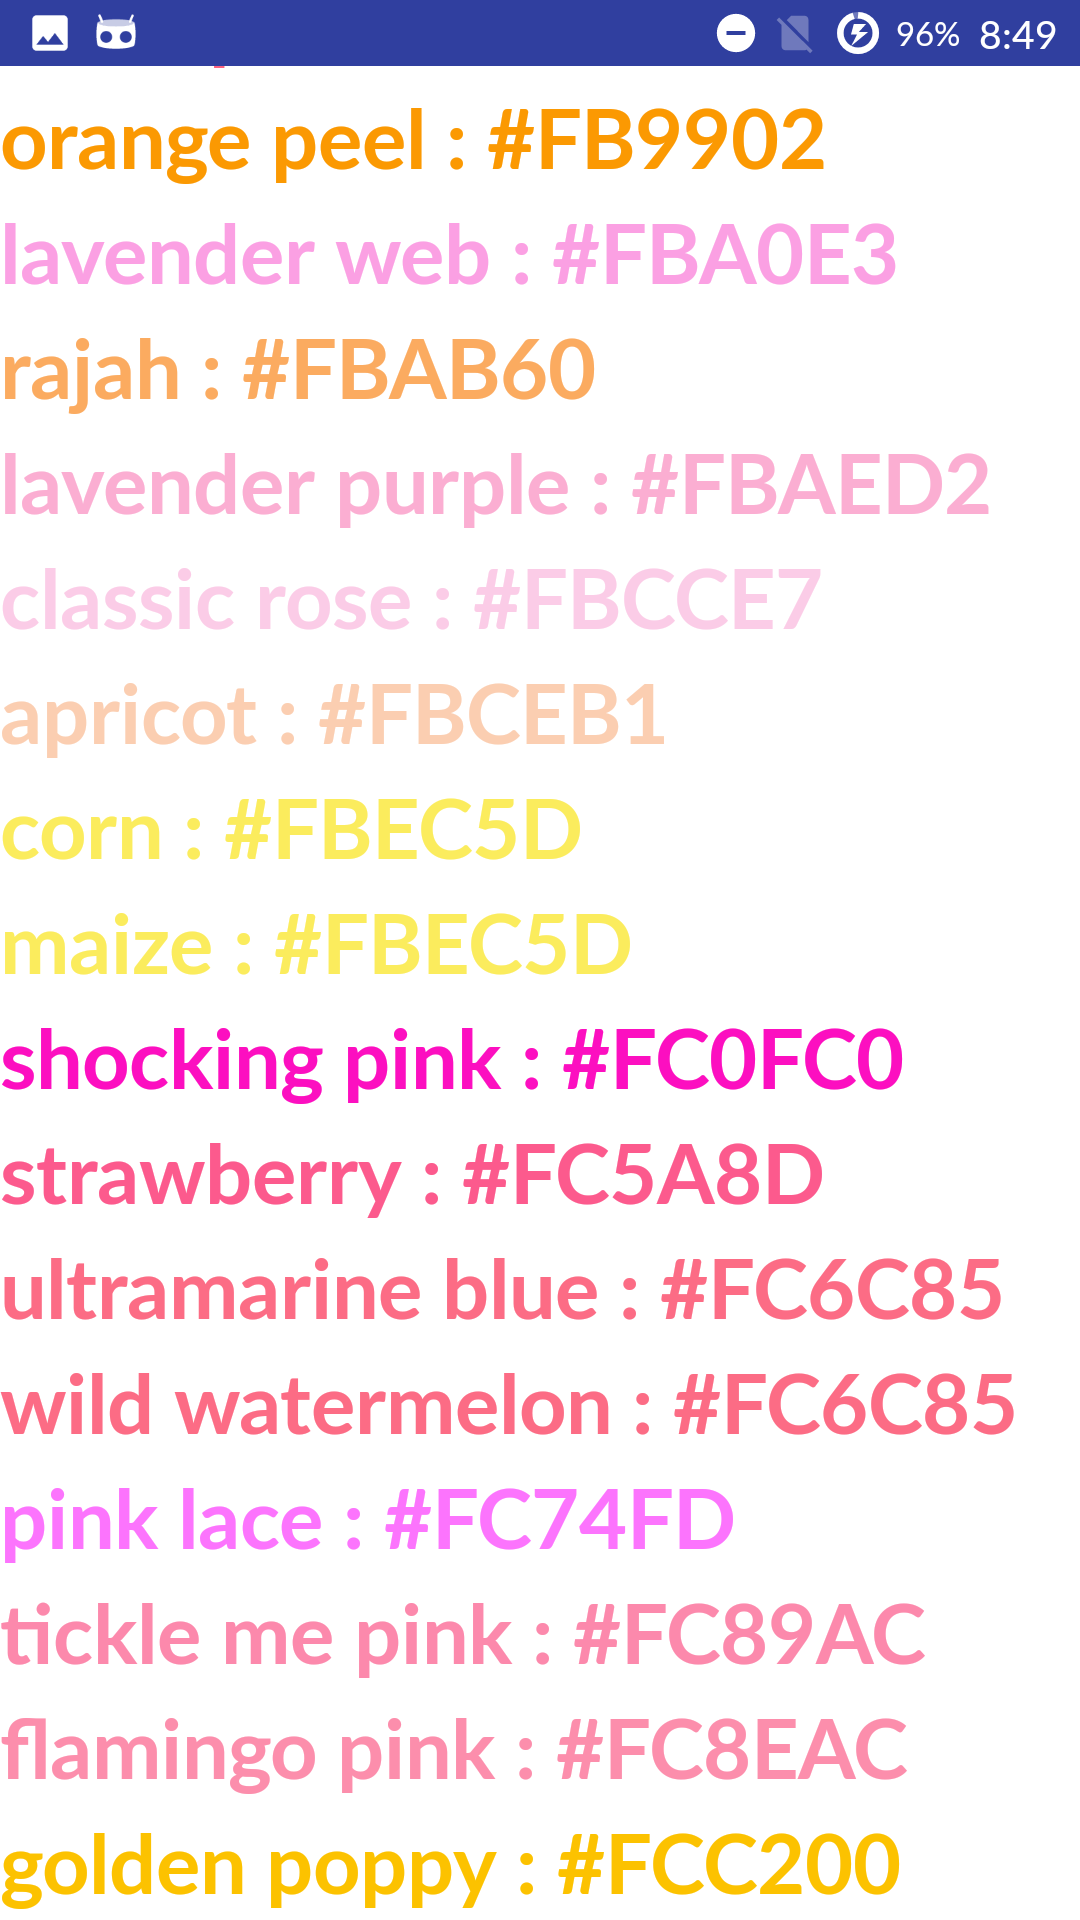 96% 8:49
orange peel : #FB9902
lavender web : #FBA0E3
rajah : #FBAB60
lavender purple : #FBAED2
classic rose : #FBCCE7
apricot : #FBCEB1
corn : #FBEC5D
maize : #FBEC5D
shocking pink : #FC0FC0
strawberry : #FC5A8D
ultramarine blue : #FC6C85
wild watermelon : #FC6C85
pink lace : #FC74FD
tickle me pink : #FC89AC
flamingo pink : #FC8EAC
golden poppy : #FCC200